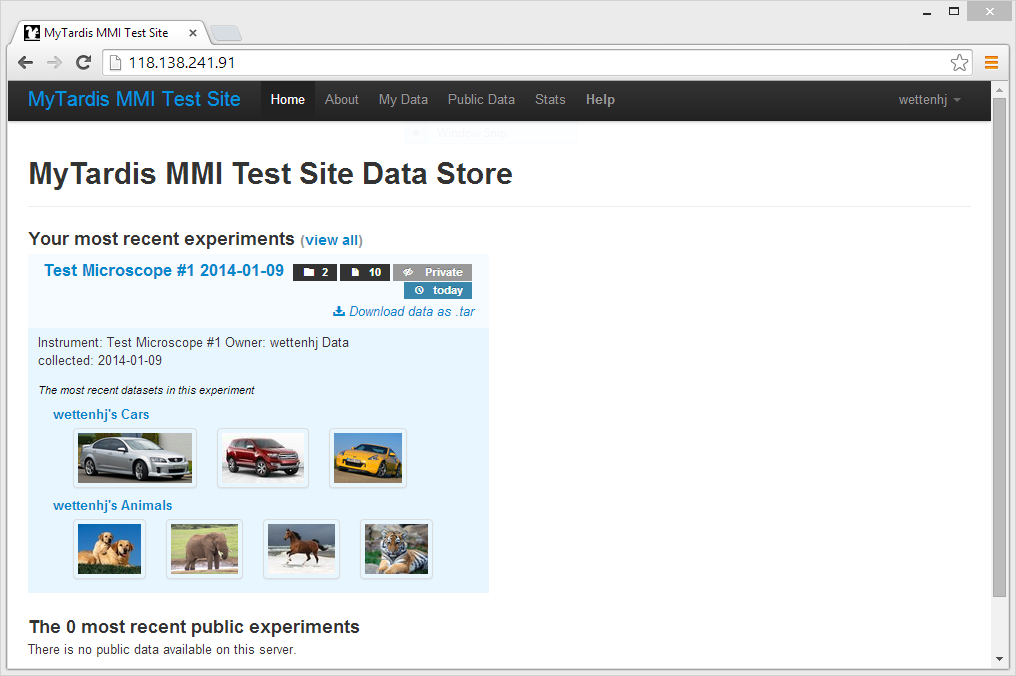 MyTardis MMI Test Site
118.138.241.91
MyTardis MMI Test Site Home About My Data Public Data Stats Help wettenhj
Window Snip
MyTardis MMI Test Site Data Store
Your most recent experiments (view all)
Test Microscope #1 2014-01-09 2 10 Private
today
Download data as .tar
Instrument: Test Microscope #1 Owner: wettenhj Data
collected: 2014-01-09
The most recent datasets in this experiment
wettenhj's Cars
wettenhj's Animals
The 0 most recent public experiments
There is no public data available on this server.